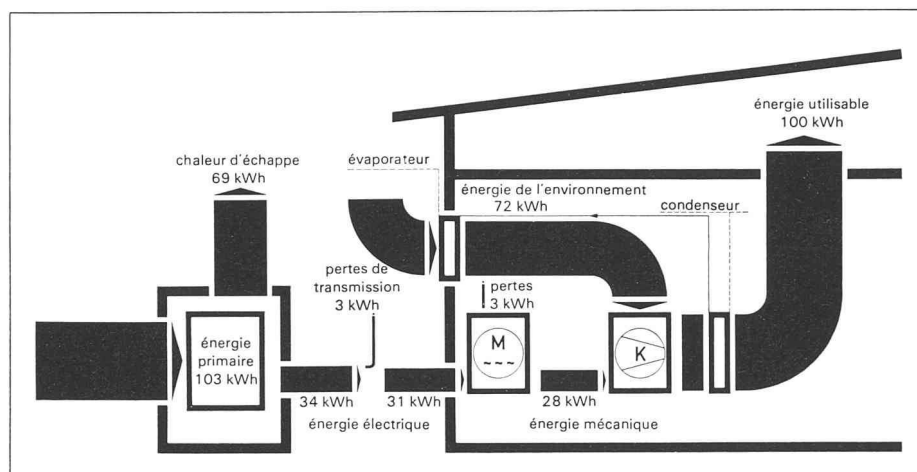 énergie utilisable
100 kWh
chaleur d'échappe
69 kWh
évaporateur
énergie de l'environnement
72 kWh
condenseur
pertes de
transmission
3 kWh
pertes
3 kWh
énergie
primaire
103 kWh
M
K
34 kWh
31 kWh
28 kWh
énergie électrique
énergie mécanique